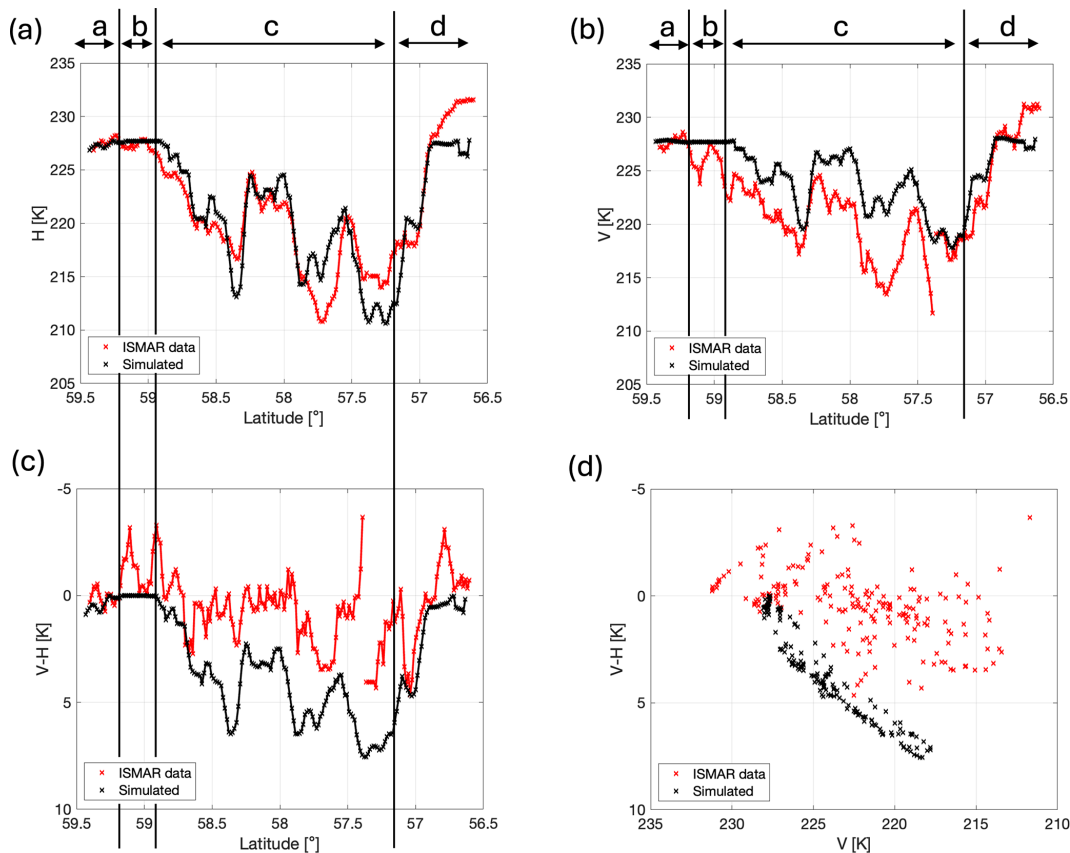 (a)
a b c d
235
230
225
220
215
210
205
H [K]
59.5 59 58.5 58 57.5 57 56.5
Latitude [°]
ISMAR data
Simulated
(b)
a b c d
235
230
225
220
215
210
205
V [K]
59.5 59 58.5 58 57.5 57 56.5
Latitude [°]
ISMAR data
Simulated
(c)
-5
0
5
10
V-H [K]
59.5 59 58.5 58 57.5 57 56.5
Latitude [°]
ISMAR data
Simulated
(d)
-5
0
5
10
V-H [K]
235 230 225 220 215 210
V [K]
ISMAR data
Simulated